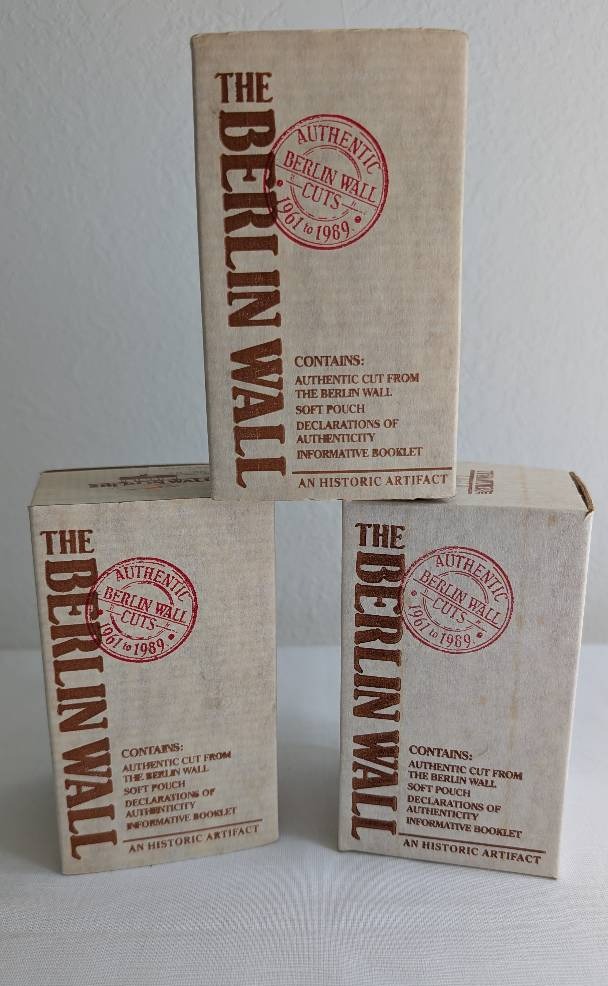 THE
BERLIN WALL
AUTHENTIC
BERLIN WALL
CUTS
1961 to 1989
CONTAINS:
AUTHENTIC CUT FROM
THE BERLIN WALL
SOFT POUCH
DECLARATIONS OF
AUTHENTICITY
INFORMATIVE BOOKLET
AN HISTORIC ARTIFACT
THE
BERLIN WALL
AUTHENTIC
BERLIN WALL
CUTS
1961 to 1989
CONTAINS:
AUTHENTIC CUT FROM
THE BERLIN WALL
SOFT POUCH
DECLARATIONS OF
AUTHENTICITY
INFORMATIVE BOOKLET
AN HISTORIC ARTIFACT
THE
BERLIN WALL
AUTHENTIC
BERLIN WALL
CUTS
1961 to 1989
CONTAINS:
AUTHENTIC CUT FROM
THE BERLIN WALL
SOFT POUCH
DECLARATIONS OF
AUTHENTICITY
INFORMATIVE BOOKLET
AN HISTORIC ARTIFACT